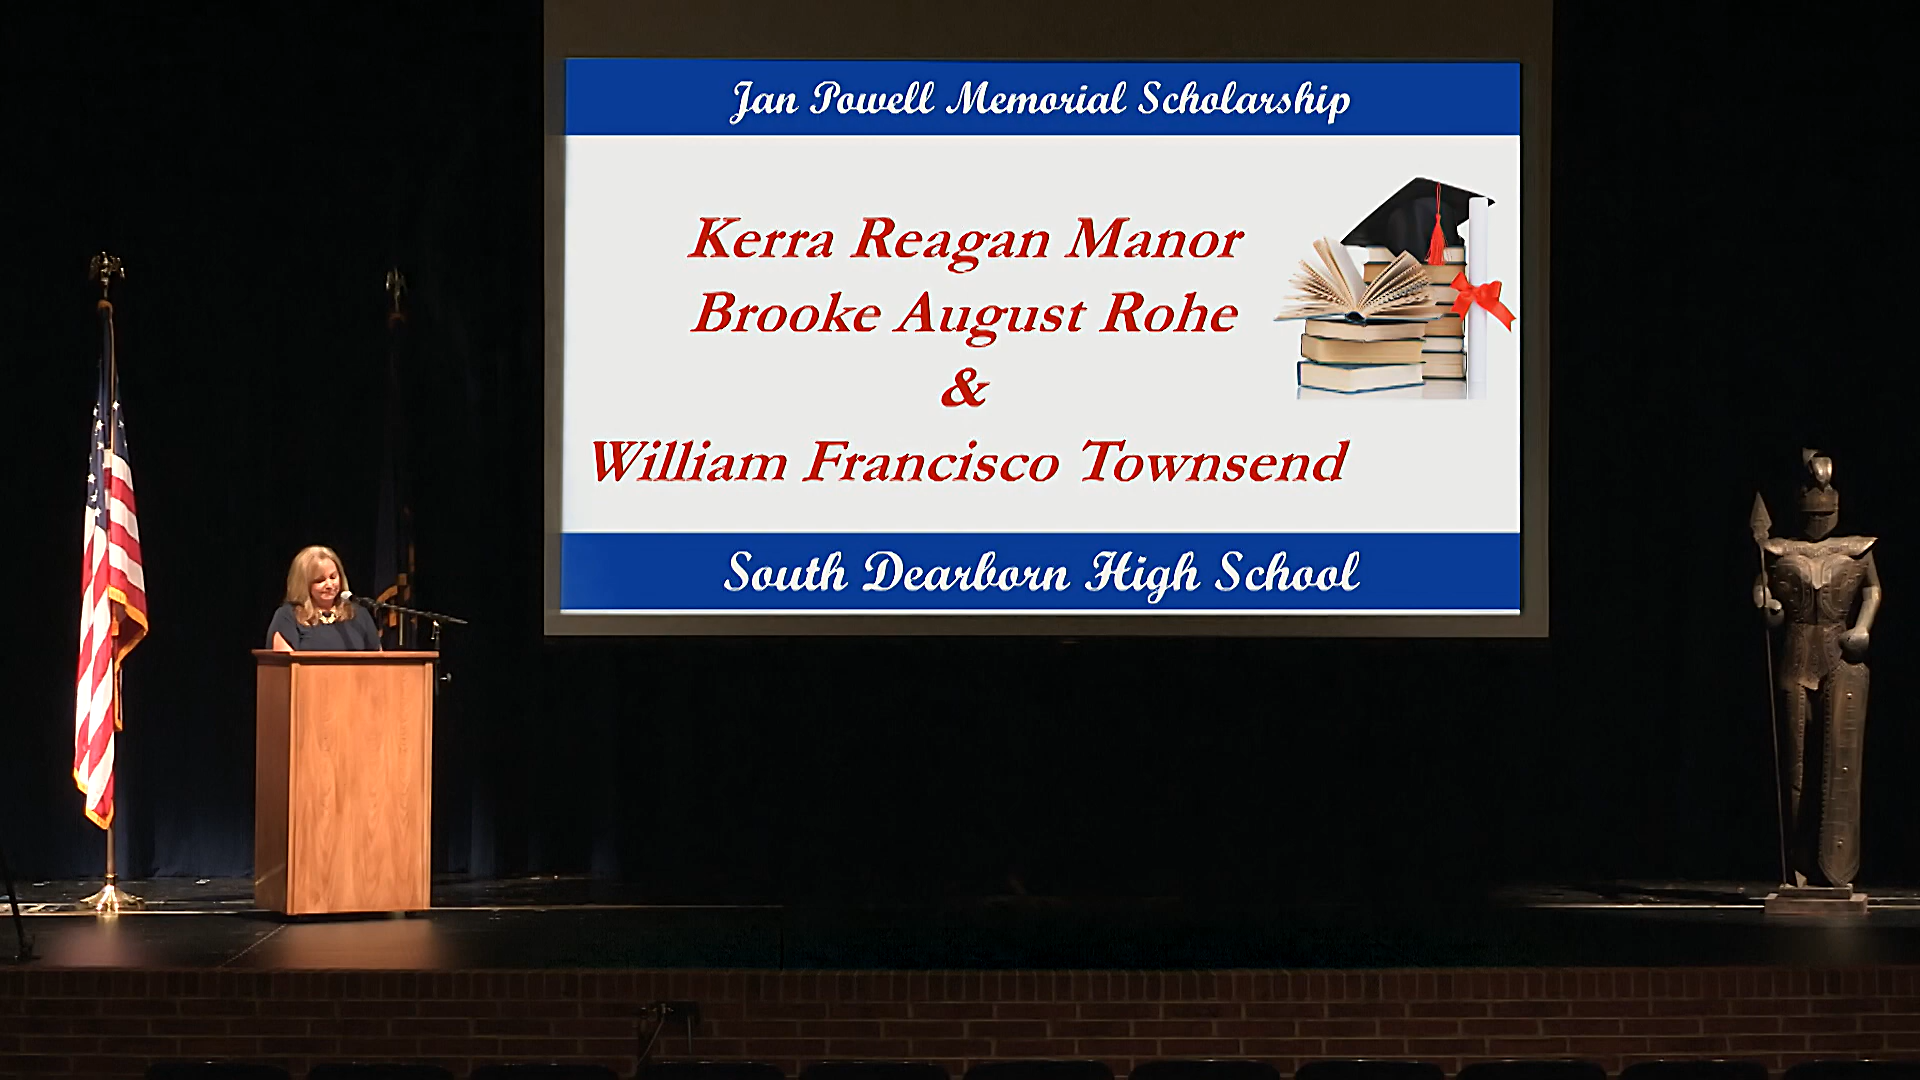 Jan Powell Memorial Scholarship
Kerra Reagan Manor
Brooke August Rohe
&
William Francisco Townsend
South Dearborn High School